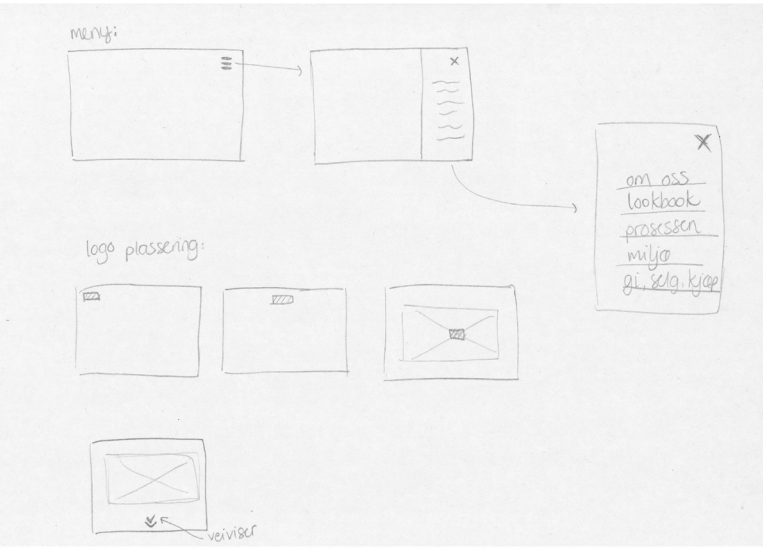 meny:
X
X
om oss
lookbook
prosessen
miljø
gi, selg, kjøp
logo plassering:
veiviser